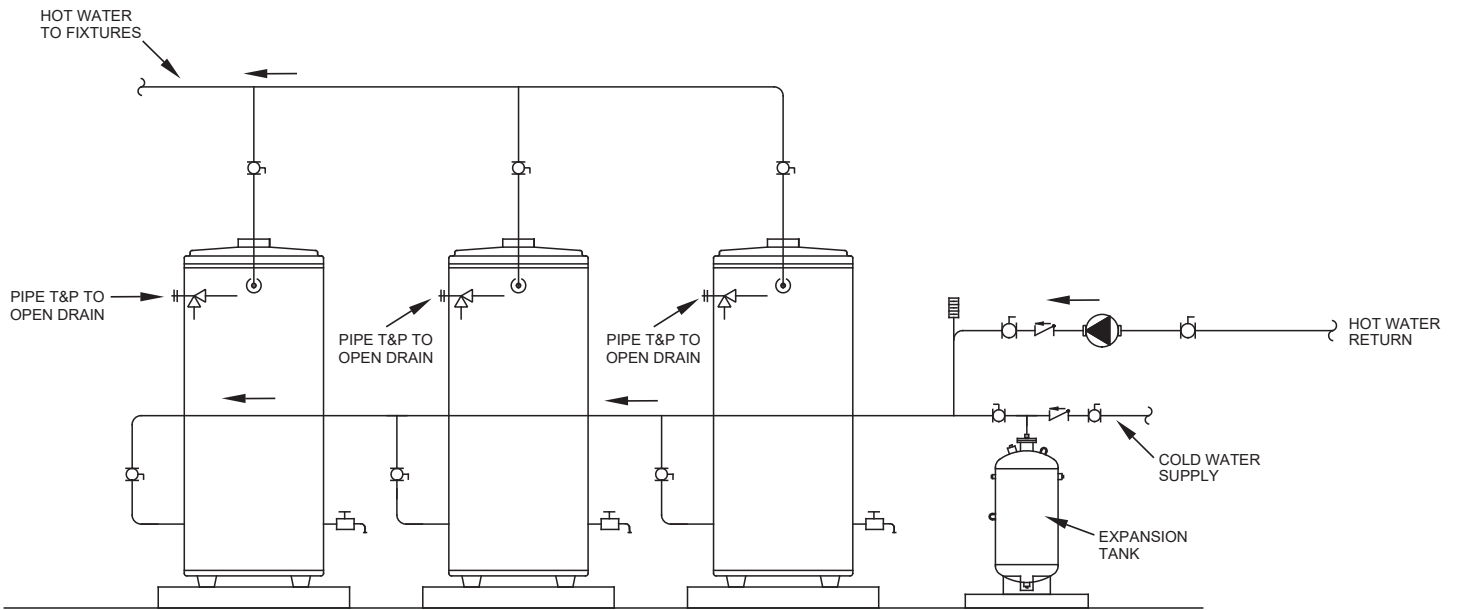 HOT WATER
TO FIXTURES
PIPE T&P TO
OPEN DRAIN
PIPE T&P TO
OPEN DRAIN
PIPE T&P TO
OPEN DRAIN
HOT WATER
RETURN
COLD WATER
SUPPLY
EXPANSION
TANK